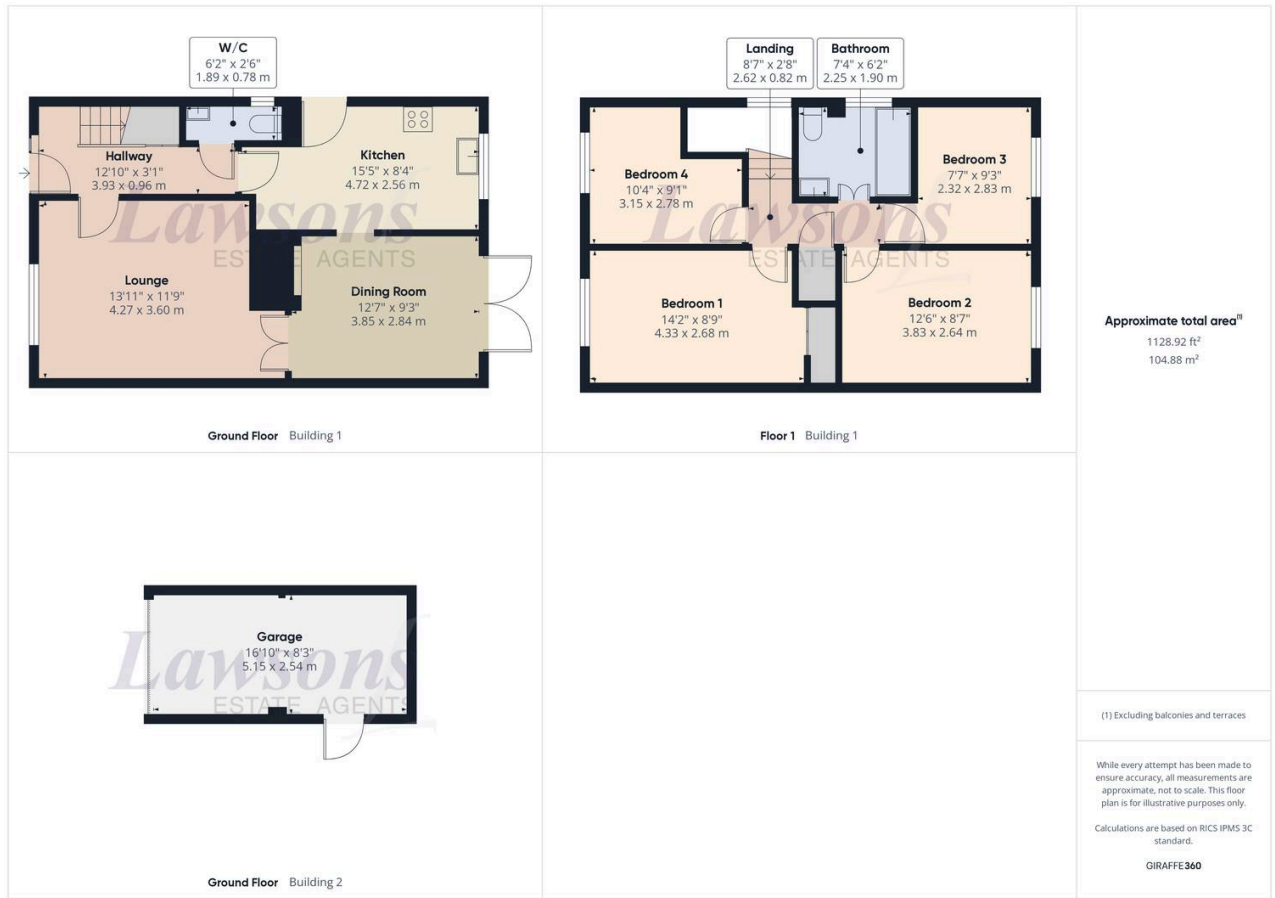 W/C
6'2" x 2'6"
1.89 x 0.78 m
Hallway
12'10" x 3'1"
3.93 x 0.96 m
Kitchen
15'5" x 8'4"
4.72 x 2.56 m
Lounge
13'11" x 11'9"
4.27 x 3.60 m
Dining Room
12'7" x 9'3"
3.85 x 2.84 m
Lawsons
ESTATE AGENTS
Ground Floor Building 1
Landing
8'7" x 2'8"
2.62 x 0.82 m
Bathroom
7'4" x 6'2"
2.25 x 1.90 m
Bedroom 4
10'4" x 9'1"
3.15 x 2.78 m
Bedroom 3
7'7" x 9'3"
2.32 x 2.83 m
Bedroom 1
14'2" x 8'9"
4.33 x 2.68 m
Bedroom 2
12'6" x 8'7"
3.83 x 2.64 m
Lawsons
ESTATE AGENTS
Floor 1 Building 1
Garage
16'10" x 8'3"
5.15 x 2.54 m
Lawsons
ESTATE AGENTS
Ground Floor Building 2
Approximate total area(1)
1128.92 ft²
104.88 m²
(1) Excluding balconies and terraces
While every attempt has been made to
ensure accuracy, all measurements are
approximate, not to scale. This floor
plan is for illustrative purposes only.
Calculations are based on RICS IPMS 3C
standard.
GIRAFFE360